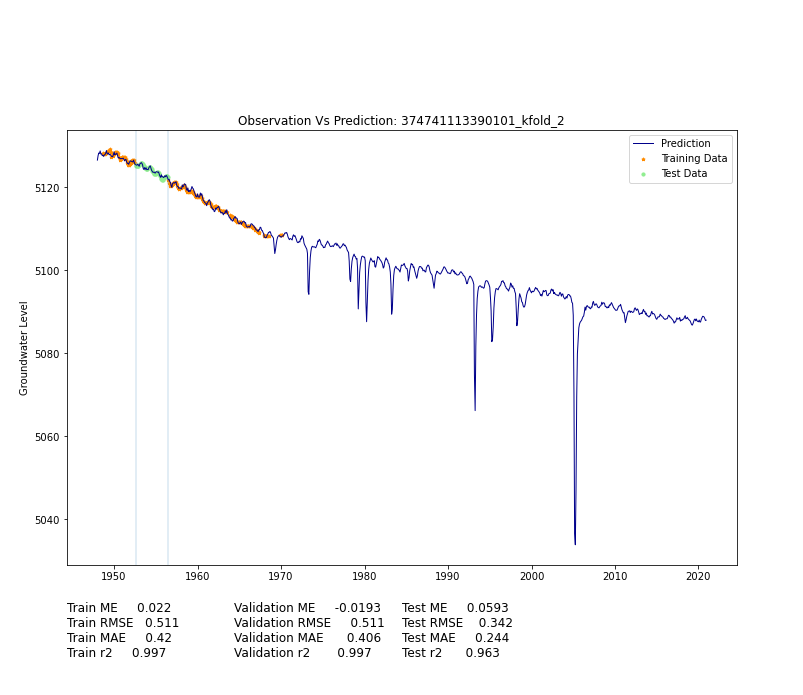 Observation Vs Prediction: 374741113390101_kfold_2
Prediction
Training Data
Test Data
Groundwater Level
5120
5100
5080
5060
5040
1950 1960 1970 1980 1990 2000 2010 2020
Train ME 0.022 Validation ME -0.0193 Test ME 0.0593
Train RMSE 0.511 Validation RMSE 0.511 Test RMSE 0.342
Train MAE 0.42 Validation MAE 0.406 Test MAE 0.244
Train r2 0.997 Validation r2 0.997 Test r2 0.963